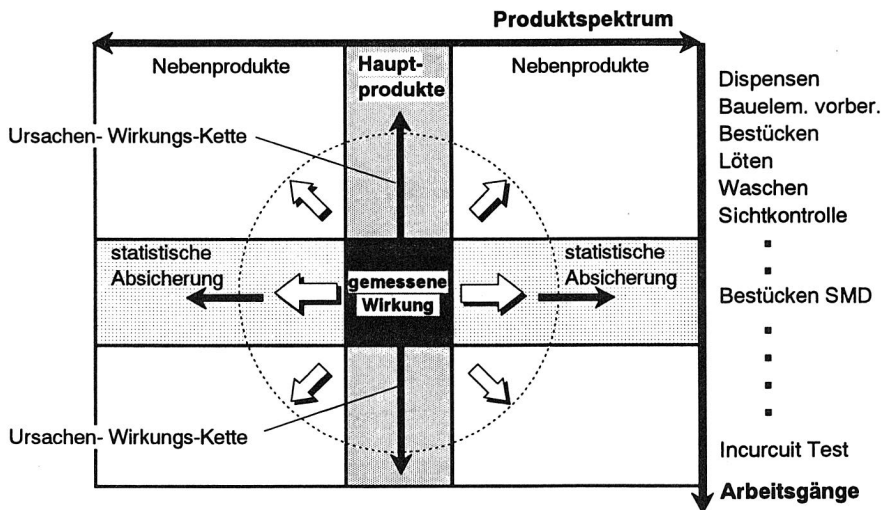 Produktspektrum
Nebenprodukte
Haupt-
produkte
Nebenprodukte
Ursachen- Wirkungs-Kette
statistische
Absicherung
gemessene
Wirkung
statistische
Absicherung
Ursachen- Wirkungs-Kette
Dispensen
Bauelem. vorber.
Bestücken
Löten
Waschen
Sichtkontrolle
Bestücken SMD
Incurcuit Test
Arbeitsgänge